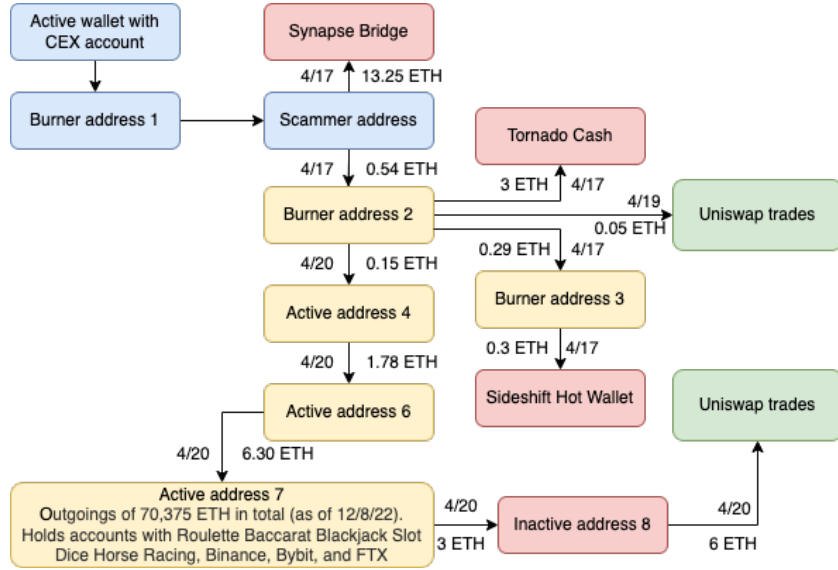 Active wallet with
CEX account
Synapse Bridge
4/17
13.25 ETH
Burner address 1
Scammer address
4/17
0.54 ETH
Tornado Cash
3 ETH
4/17
Burner address 2
4/19
0.05 ETH
Uniswap trades
4/20
0.15 ETH
0.29 ETH
4/17
Active address 4
Burner address 3
4/20
1.78 ETH
0.3 ETH
4/17
Active address 6
Sideshift Hot Wallet
Uniswap trades
4/20
6.30 ETH
Active address 7
Outgoings of 70,375 ETH in total (as of 12/8/22).
Holds accounts with Roulette Baccarat Blackjack Slot
Dice Horse Racing, Binance, Bybit, and FTX
4/20
3 ETH
Inactive address 8
4/20
6 ETH